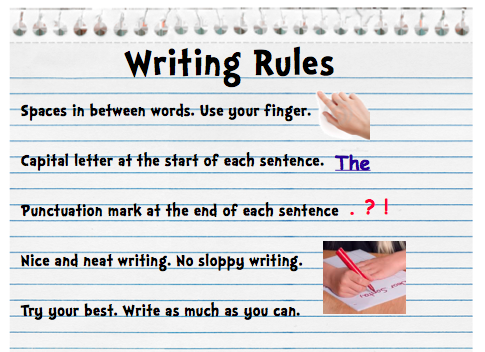 Writing Rules
Spaces in between words. Use your finger.
Capital letter at the start of each sentence. The
Punctuation mark at the end of each sentence . ? !
Nice and neat writing. No sloppy writing.
Try your best. Write as much as you can.